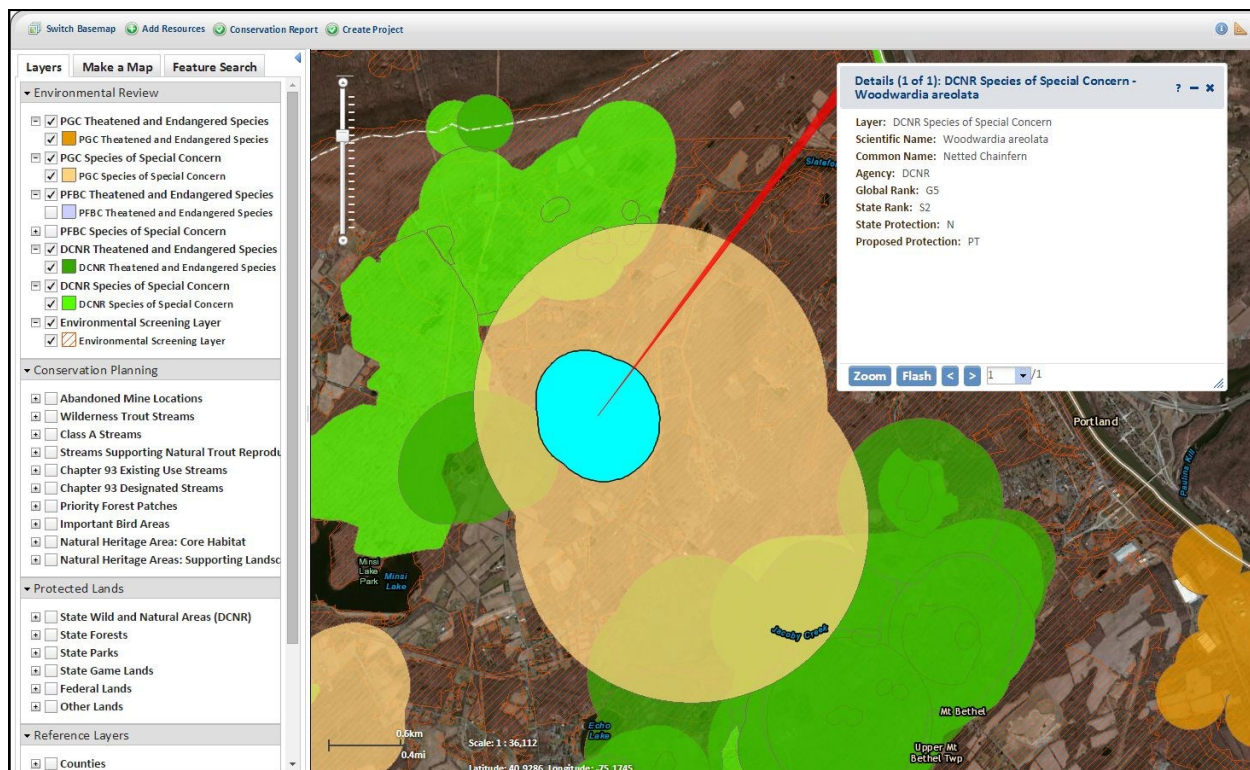 Switch Basemap Add Resources Conservation Report Create Project
Layers Make a Map Feature Search
Environmental Review
PGC Theatened and Endangered Species
PGC Theatened and Endangered Species
PGC Species of Special Concern
PGC Species of Special Concern
PFBC Theatened and Endangered Species
PFBC Theatened and Endangered Species
PFBC Species of Special Concern
DCNR Theatened and Endangered Species
DCNR Theatened and Endangered Species
DCNR Species of Special Concern
DCNR Species of Special Concern
Environmental Screening Layer
Environmental Screening Layer
Conservation Planning
Abandoned Mine Locations
Wilderness Trout Streams
Class A Streams
Streams Supporting Natural Trout Reprodu
Chapter 93 Existing Use Streams
Chapter 93 Designated Streams
Priority Forest Patches
Important Bird Areas
Natural Heritage Area: Core Habitat
Natural Heritage Areas: Supporting Landsc
Protected Lands
State Wild and Natural Areas (DCNR)
State Forests
State Parks
State Game Lands
Federal Lands
Other Lands
Reference Layers
Counties
Details (1 of 1): DCNR Species of Special Concern -
Woodwardia areolata
? – ×
Layer: DCNR Species of Special Concern
Scientific Name: Woodwardia areolata
Common Name: Netted Chainfern
Agency: DCNR
Global Rank: G5
State Rank: S2
State Protection: N
Proposed Protection: PT
Zoom Flash < > 1 /1
Portland
Paulins Kill
Minsi
Lake
Park
Minsi
Lake
Jacoby Creek
Mt Bethel
Upper Mt
Bethel Twp
Echo
Lake
0.6km
0.4mi
Scale: 1 : 36,112
Latitude: 40.9286, Longitude: -75.1745